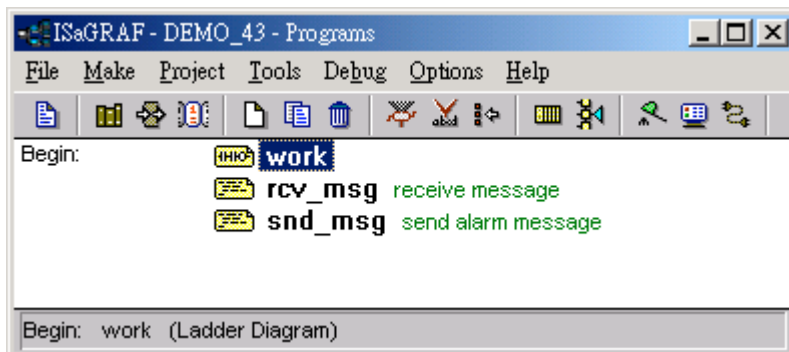 ISaGRAF - DEMO_43 - Programs
File Make Project Tools Debug Options Help
Begin: work
rcv_msg receive message
snd_msg send alarm message
Begin: work (Ladder Diagram)